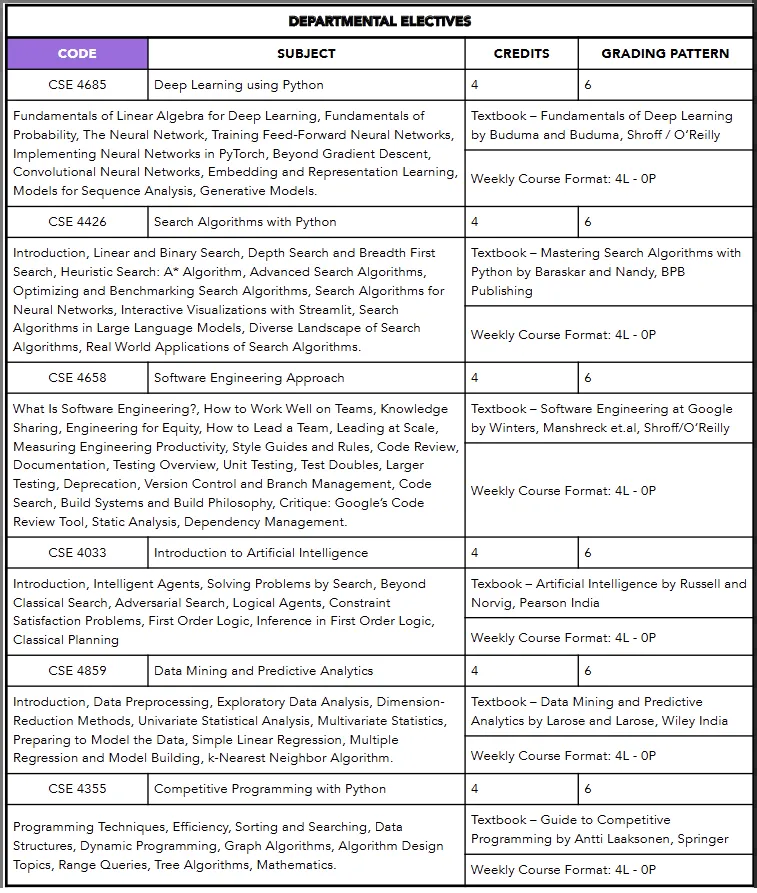 DEPARTMENTAL ELECTIVES
CODE SUBJECT CREDITS GRADING PATTERN
CSE 4685 Deep Learning using Python 4 6
Fundamentals of Linear Algebra for Deep Learning, Fundamentals of
Probability, The Neural Network, Training Feed-Forward Neural Networks,
Implementing Neural Networks in PyTorch, Beyond Gradient Descent,
Convolutional Neural Networks, Embedding and Representation Learning,
Models for Sequence Analysis, Generative Models.
Textbook – Fundamentals of Deep Learning
by Buduma and Buduma, Shroff / O’Reilly
Weekly Course Format: 4L - 0P
CSE 4426 Search Algorithms with Python 4 6
Introduction, Linear and Binary Search, Depth Search and Breadth First
Search, Heuristic Search: A* Algorithm, Advanced Search Algorithms,
Optimizing and Benchmarking Search Algorithms, Search Algorithms for
Neural Networks, Interactive Visualizations with Streamlit, Search
Algorithms in Large Language Models, Diverse Landscape of Search
Algorithms, Real World Applications of Search Algorithms.
Textbook – Mastering Search Algorithms with
Python by Baraskar and Nandy, BPB
Publishing
Weekly Course Format: 4L - 0P
CSE 4658 Software Engineering Approach 4 6
What Is Software Engineering?, How to Work Well on Teams, Knowledge
Sharing, Engineering for Equity, How to Lead a Team, Leading at Scale,
Measuring Engineering Productivity, Style Guides and Rules, Code Review,
Documentation, Testing Overview, Unit Testing, Test Doubles, Larger
Testing, Deprecation, Version Control and Branch Management, Code
Search, Build Systems and Build Philosophy, Critique: Google’s Code
Review Tool, Static Analysis, Dependency Management.
Textbook – Software Engineering at Google
by Winters, Manshreck et.al, Shroff/O’Reilly
Weekly Course Format: 4L - 0P
CSE 4033 Introduction to Artificial Intelligence 4 6
Introduction, Intelligent Agents, Solving Problems by Search, Beyond
Classical Search, Adversarial Search, Logical Agents, Constraint
Satisfaction Problems, First Order Logic, Inference in First Order Logic,
Classical Planning
Texbook – Artificial Intelligence by Russell and
Norvig, Pearson India
Weekly Course Format: 4L - 0P
CSE 4859 Data Mining and Predictive Analytics 4 6
Introduction, Data Preprocessing, Exploratory Data Analysis, Dimension-
Reduction Methods, Univariate Statistical Analysis, Multivariate Statistics,
Preparing to Model the Data, Simple Linear Regression, Multiple
Regression and Model Building, k-Nearest Neighbor Algorithm.
Textbook – Data Mining and Predictive
Analytics by Larose and Larose, Wiley India
Weekly Course Format: 4L - 0P
CSE 4355 Competitive Programming with Python 4 6
Programming Techniques, Efficiency, Sorting and Searching, Data
Structures, Dynamic Programming, Graph Algorithms, Algorithm Design
Topics, Range Queries, Tree Algorithms, Mathematics.
Textbook – Guide to Competitive
Programming by Antti Laaksonen, Springer
Weekly Course Format: 4L - 0P